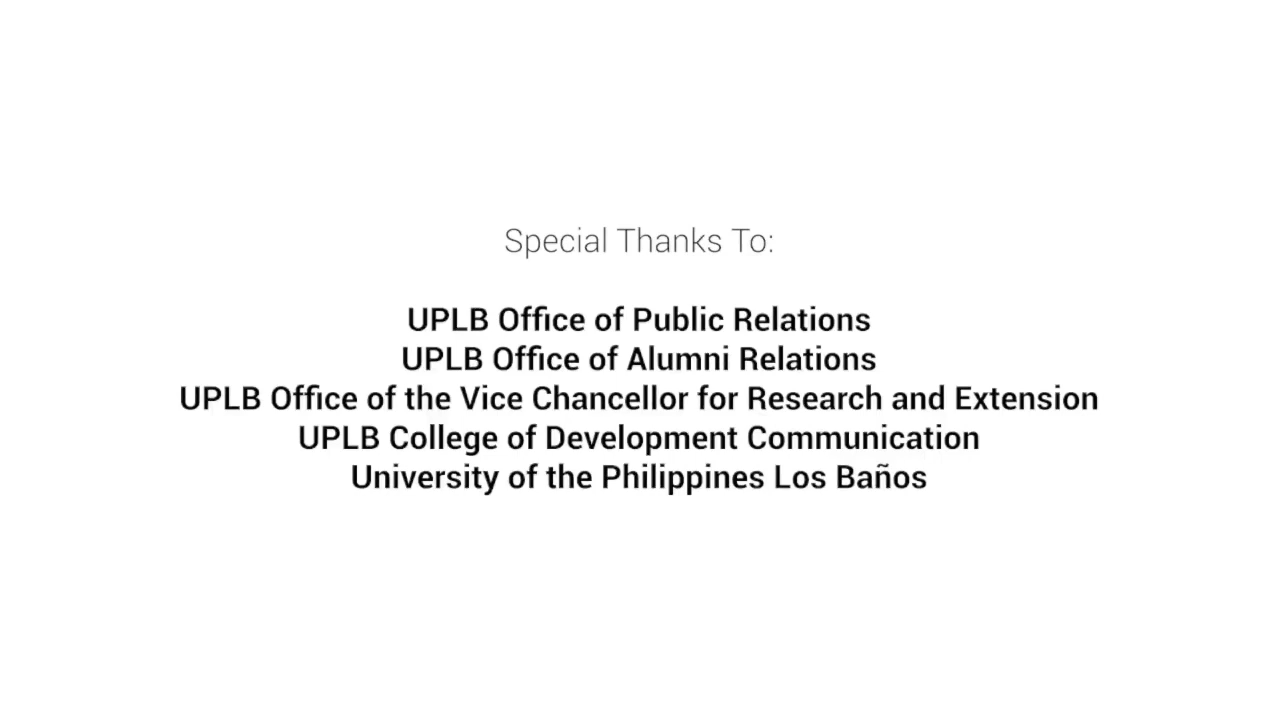 Special Thanks To:
UPLB Office of Public Relations
UPLB Office of Alumni Relations
UPLB Office of the Vice Chancellor for Research and Extension
UPLB College of Development Communication
University of the Philippines Los Baños